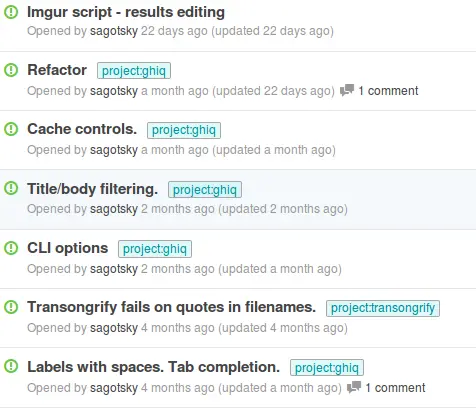 Imgur script - results editing
Opened by sagotsky 22 days ago (updated 22 days ago)
Refactor project:ghiq
Opened by sagotsky a month ago (updated 22 days ago) 1 comment
Cache controls. project:ghiq
Opened by sagotsky a month ago (updated a month ago)
Title/body filtering. project:ghiq
Opened by sagotsky 2 months ago (updated 2 months ago)
CLI options project:ghiq
Opened by sagotsky 2 months ago (updated a month ago)
Transongrify fails on quotes in filenames. project:transongrify
Opened by sagotsky 4 months ago (updated 4 months ago)
Labels with spaces. Tab completion. project:ghiq
Opened by sagotsky 4 months ago (updated a month ago) 1 comment